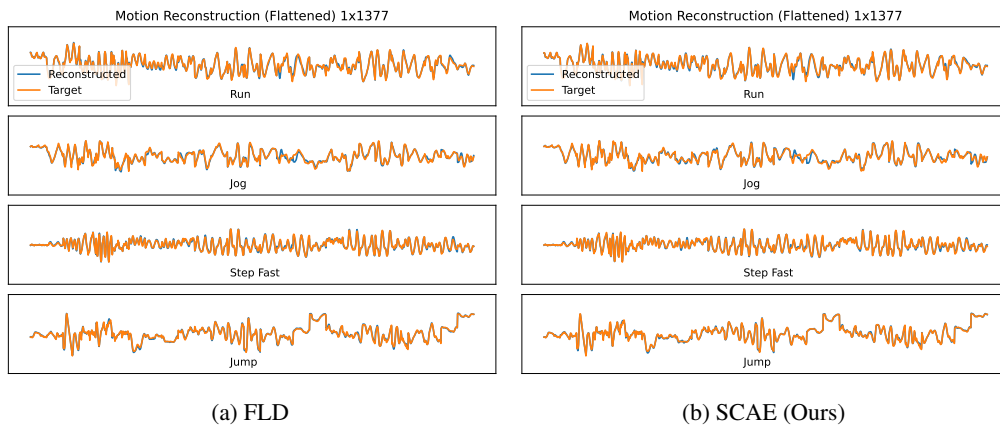 Motion Reconstruction (Flattened) 1x1377
Reconstructed
Target
Run
Jog
Step Fast
Jump
(a) FLD
Motion Reconstruction (Flattened) 1x1377
Reconstructed
Target
Run
Jog
Step Fast
Jump
(b) SCAE (Ours)